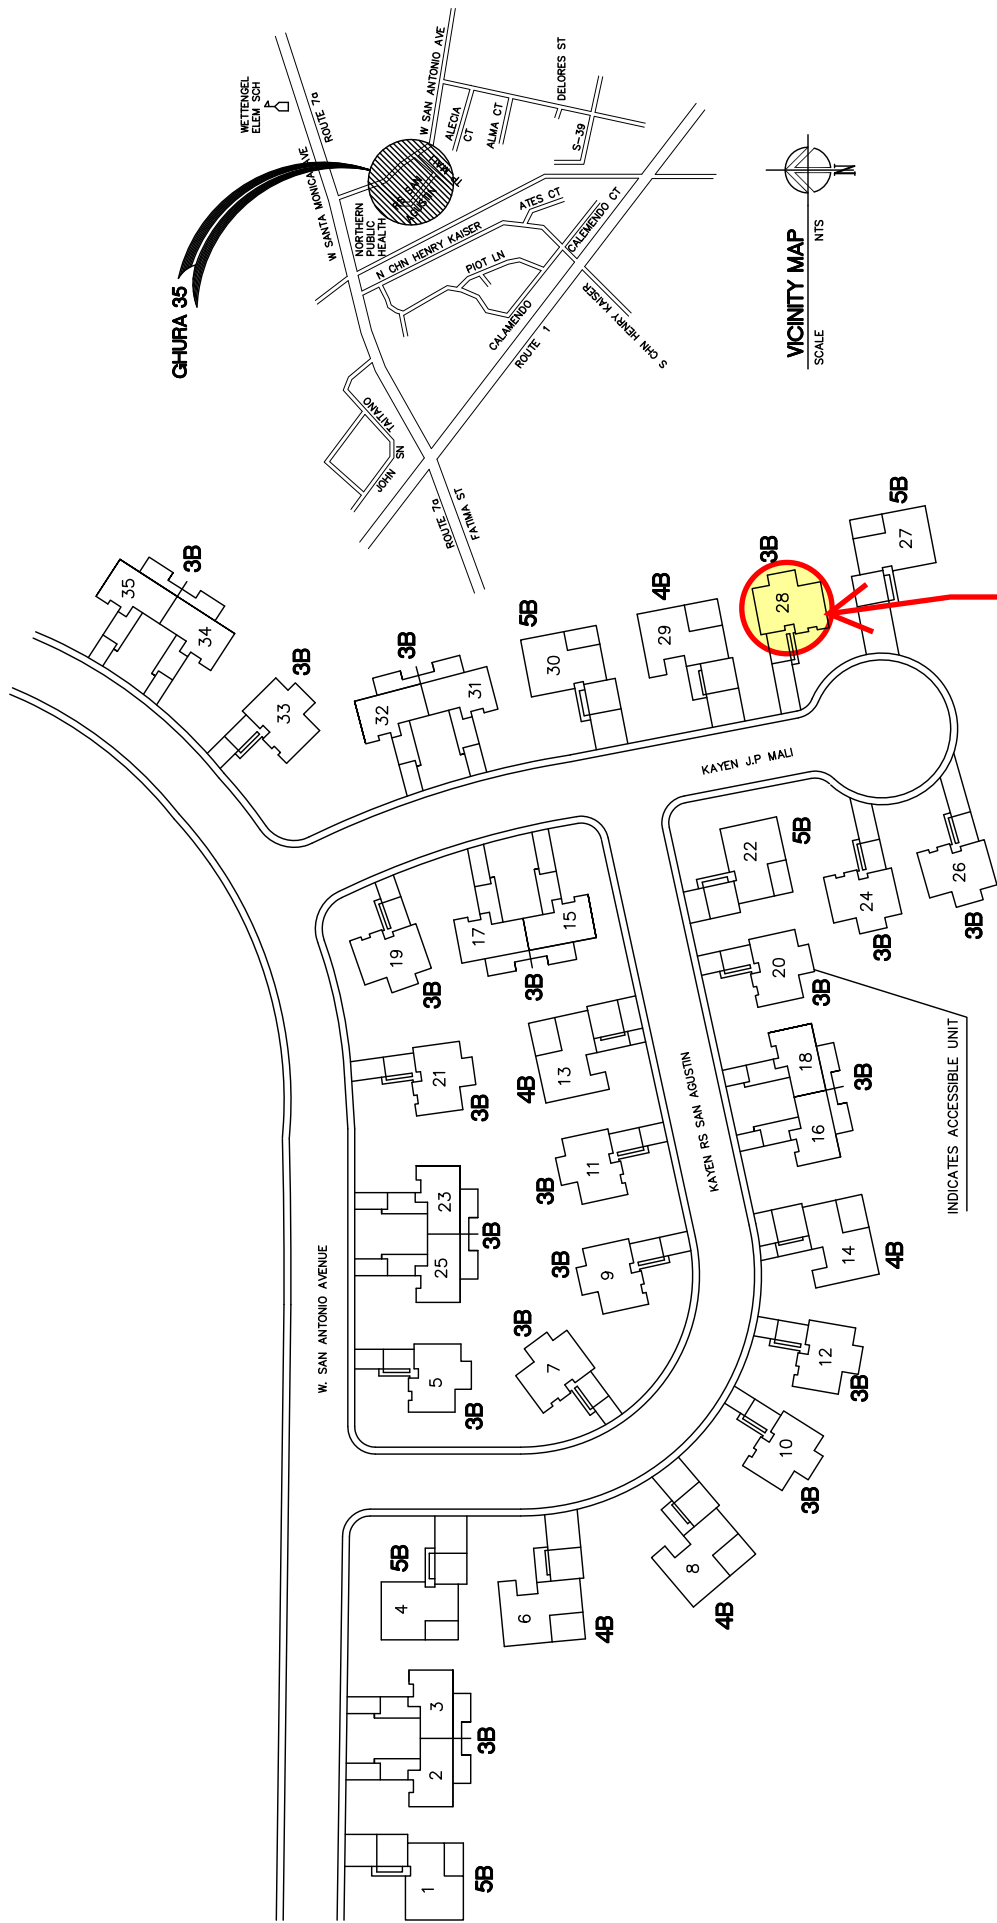 GHURA 35
WETTENGEL
ELEM SCH
ROUTE 7a
W SANTA MONICA AVE
W SAN ANTONIO AVE
ALECIA
CT
ALMA CT
DELORES ST
S-39
RS SAN
AGUSTIN
JP MALI
NORTHERN
PUBLIC
HEALTH
N CHN HENRY KAISER
ATES CT
PIOT LN
CALEMENDO CT
CALAMENDO
ROUTE 1
S CHN HENRY KAISER
JOHN SN
TAITANO
ROUTE 7a
FATIMA ST
VICINITY MAP
SCALE NTS
N
35
34
3B
33
3B
32
31
3B
30
5B
29
4B
28
3B
27
5B
KAYEN J.P MALI
26
3B
24
3B
22
5B
20
3B
INDICATES ACCESSIBLE UNIT
18
16
3B
14
4B
12
3B
10
3B
8
4B
6
4B
4
5B
3
2
3B
1
5B
W. SAN ANTONIO AVENUE
KAYEN RS SAN AGUSTIN
19
3B
17
15
3B
13
4B
11
3B
9
3B
7
3B
5
3B
23
25
3B
21
3B